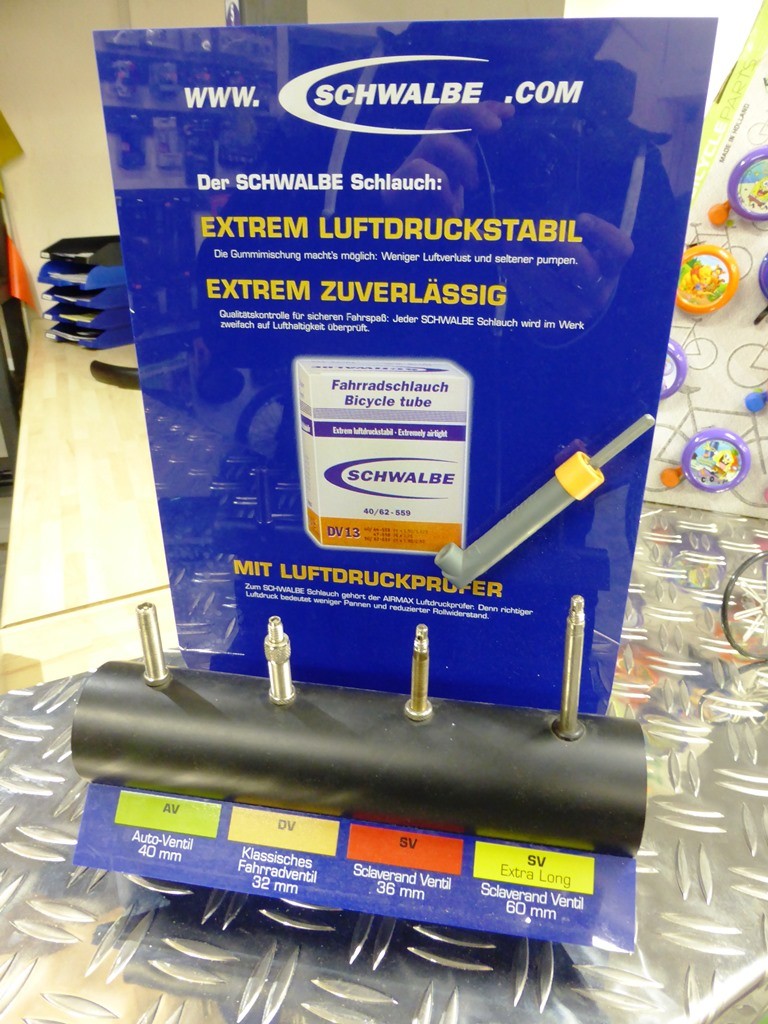 WWW. SCHWALBE .COM
Der SCHWALBE Schlauch:
EXTREM LUFTDRUCKSTABIL
Die Gummimischung macht's möglich: Weniger Luftverlust und seltener pumpen.
EXTREM ZUVERLÄSSIG
Qualitätskontrolle für sicheren Fahrspaß: Jeder SCHWALBE Schlauch wird im Werk
zweifach auf Lufthaltigkeit überprüft.
Fahrradschlauch
Bicycle tube
Extrem luftdruckstabil - Extremely airtight
SCHWALBE
40/62-559
DV13
MIT LUFTDRUCKPRÜFER
Zum SCHWALBE Schlauch gehört der AIRMAX Luftdruckprüfer. Denn richtiger
Luftdruck bedeutet weniger Pannen und reduzierter Rollwiderstand.
AV
Auto-Ventil
40 mm
DV
Klassisches
Fahrradventil
32 mm
SV
Sclaverand Ventil
36 mm
SV
Extra Long
Sclaverand Ventil
60 mm
MADE IN HOLLAND